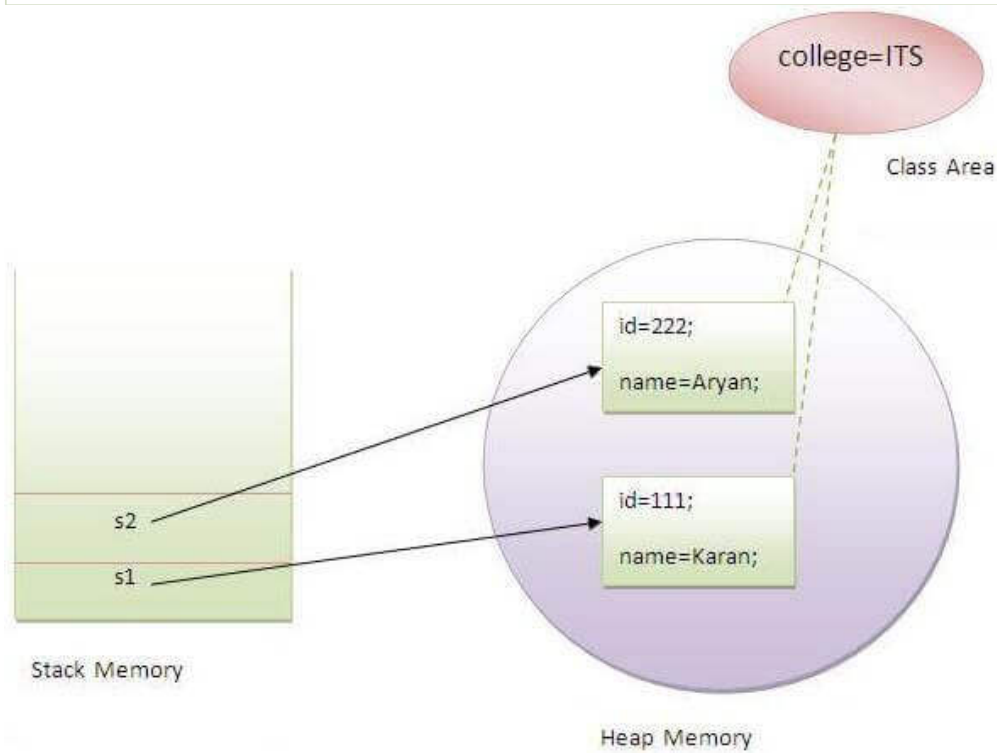 college=ITS
Class Area
id=222;
name=Aryan;
s2
id=111;
name=Karan;
s1
Stack Memory
Heap Memory